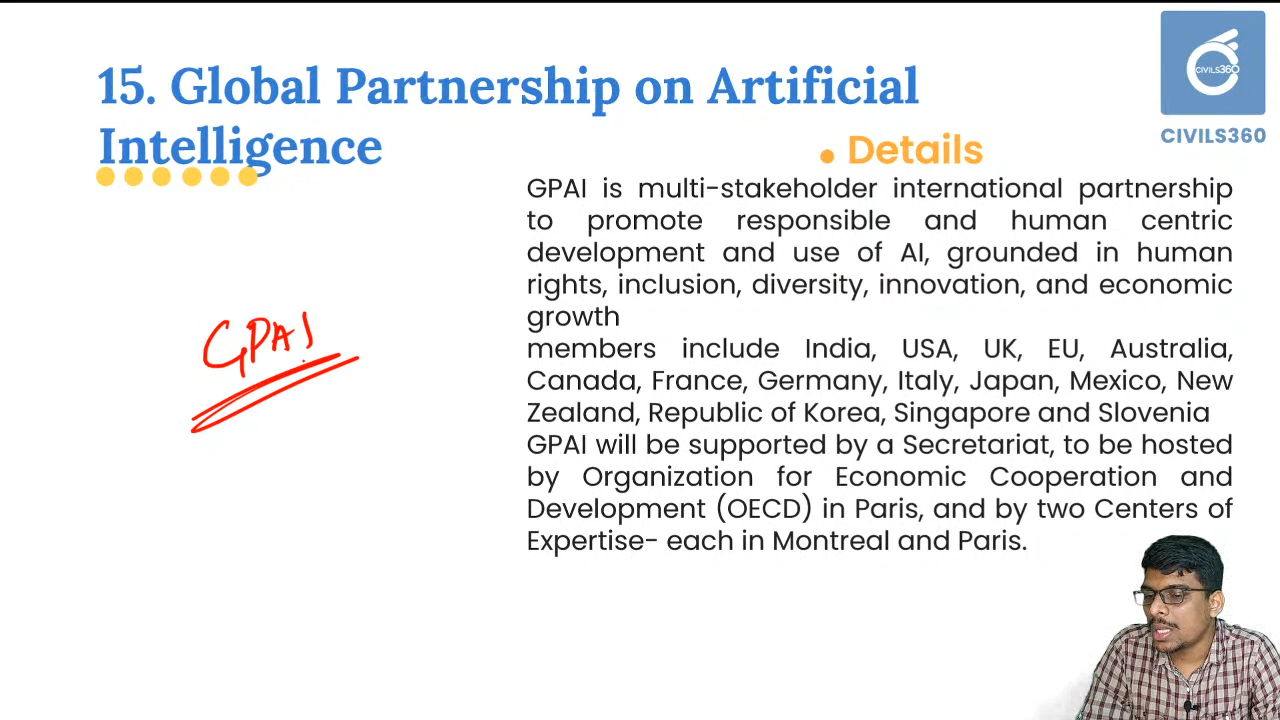 15. Global Partnership on Artificial
Intelligence
CIVILS360
CIVILS360
• Details
GPAI is multi-stakeholder international partnership
to promote responsible and human centric
development and use of AI, grounded in human
rights, inclusion, diversity, innovation, and economic
growth
members include India, USA, UK, EU, Australia,
Canada, France, Germany, Italy, Japan, Mexico, New
Zealand, Republic of Korea, Singapore and Slovenia
GPAI will be supported by a Secretariat, to be hosted
by Organization for Economic Cooperation and
Development (OECD) in Paris, and by two Centers of
Expertise- each in Montreal and Paris.
GPAI